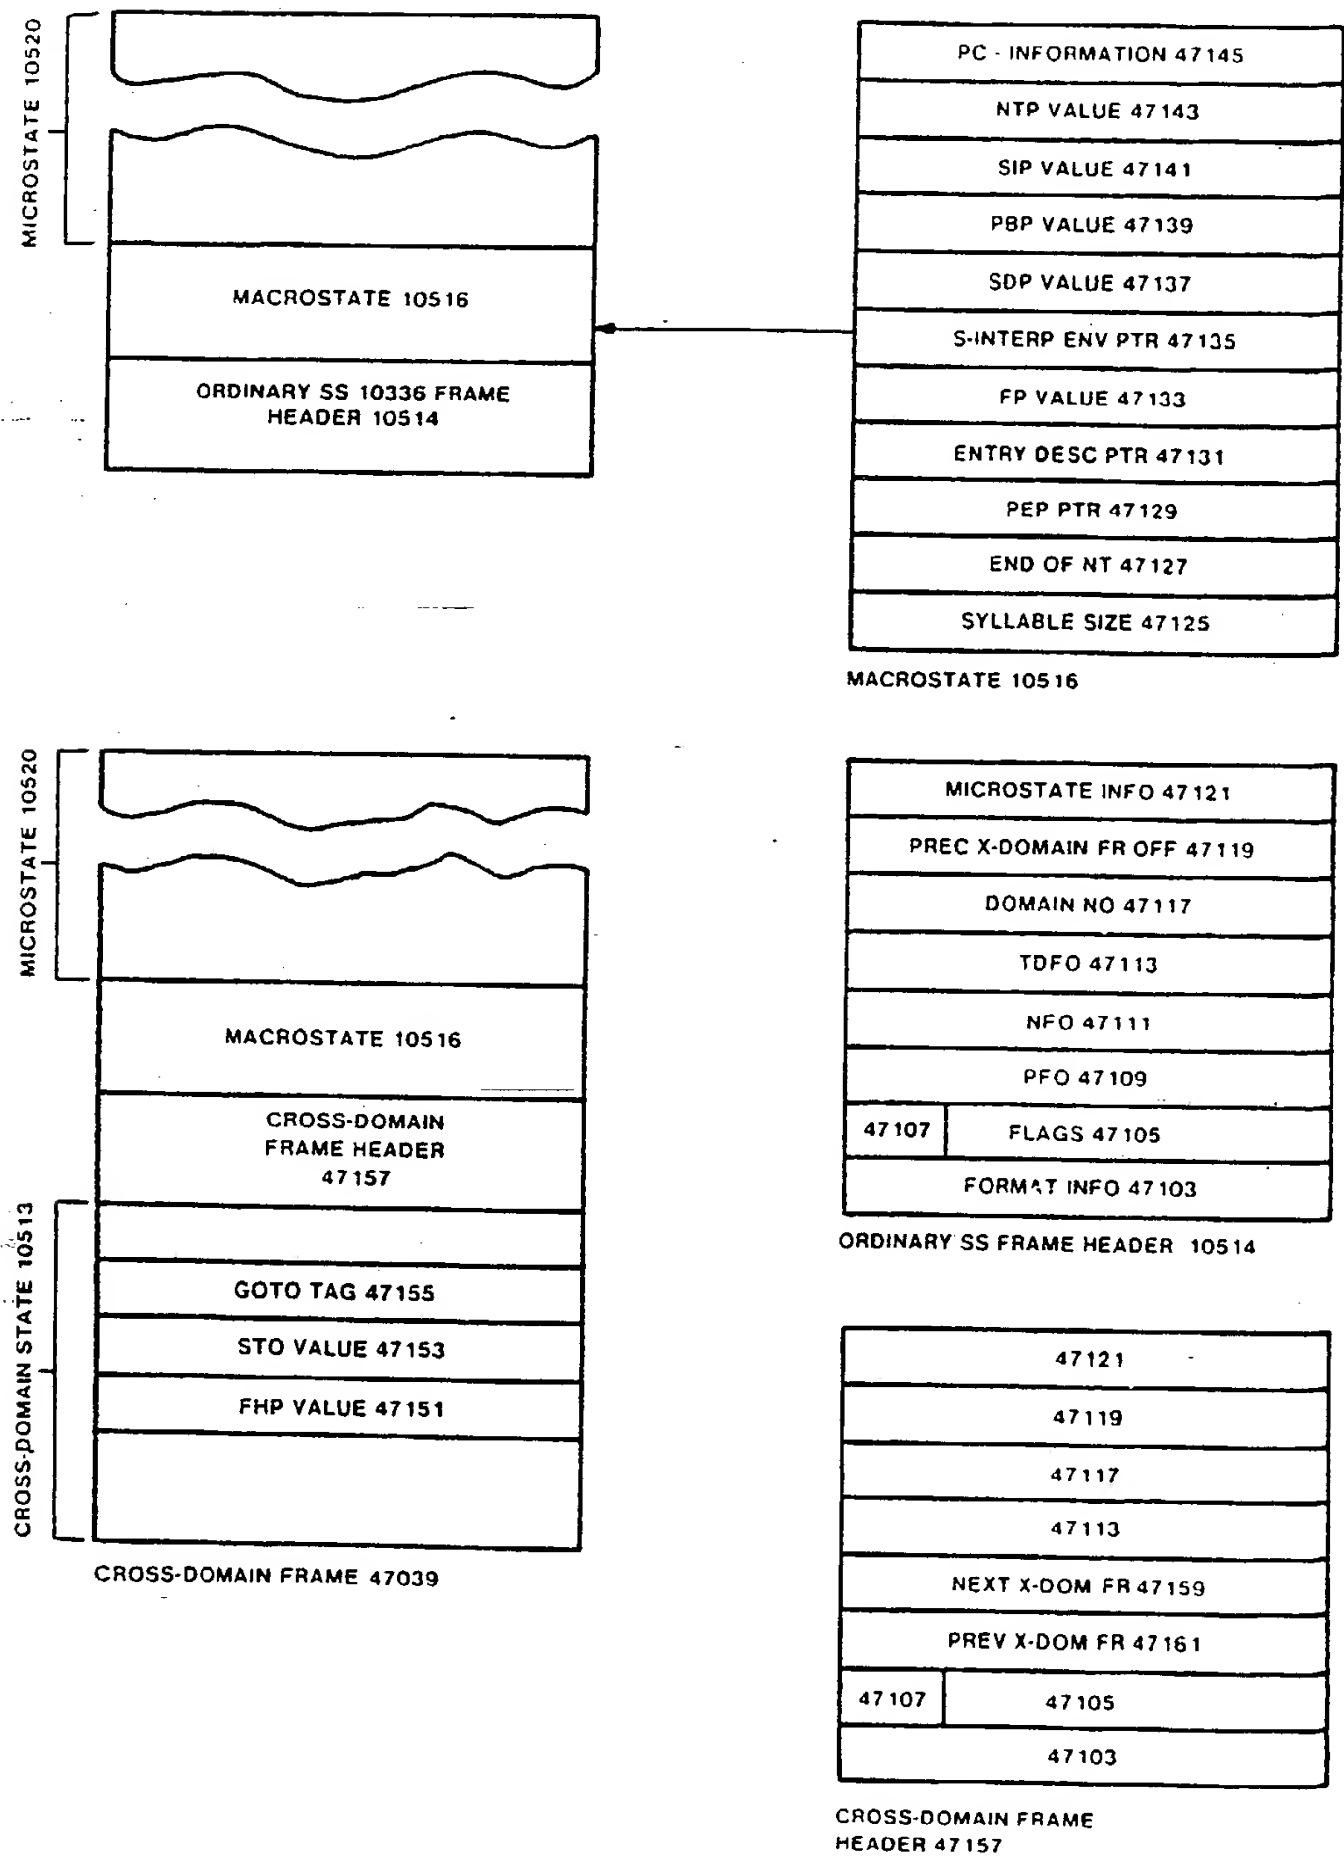 MICROSTATE 10520
MACROSTATE 10516
ORDINARY SS 10336 FRAME
HEADER 10514
PC - INFORMATION 47145
NTP VALUE 47143
SIP VALUE 47141
PBP VALUE 47139
SDP VALUE 47137
S-INTERP ENV PTR 47135
FP VALUE 47133
ENTRY DESC PTR 47131
PEP PTR 47129
END OF NT 47127
SYLLABLE SIZE 47125
MACROSTATE 10516
MICROSTATE 10520
MACROSTATE 10516
CROSS-DOMAIN
FRAME HEADER
47157
CROSS-DOMAIN STATE 10513
GOTO TAG 47155
STO VALUE 47153
FHP VALUE 47151
CROSS-DOMAIN FRAME 47039
MICROSTATE INFO 47121
PREC X-DOMAIN FR OFF 47119
DOMAIN NO 47117
TDFO 47113
NFO 47111
PFO 47109
47107 FLAGS 47105
FORMAT INFO 47103
ORDINARY SS FRAME HEADER 10514
47121
47119
47117
47113
NEXT X-DOM FR 47159
PREV X-DOM FR 47161
47107 47105
47103
CROSS-DOMAIN FRAME
HEADER 47157